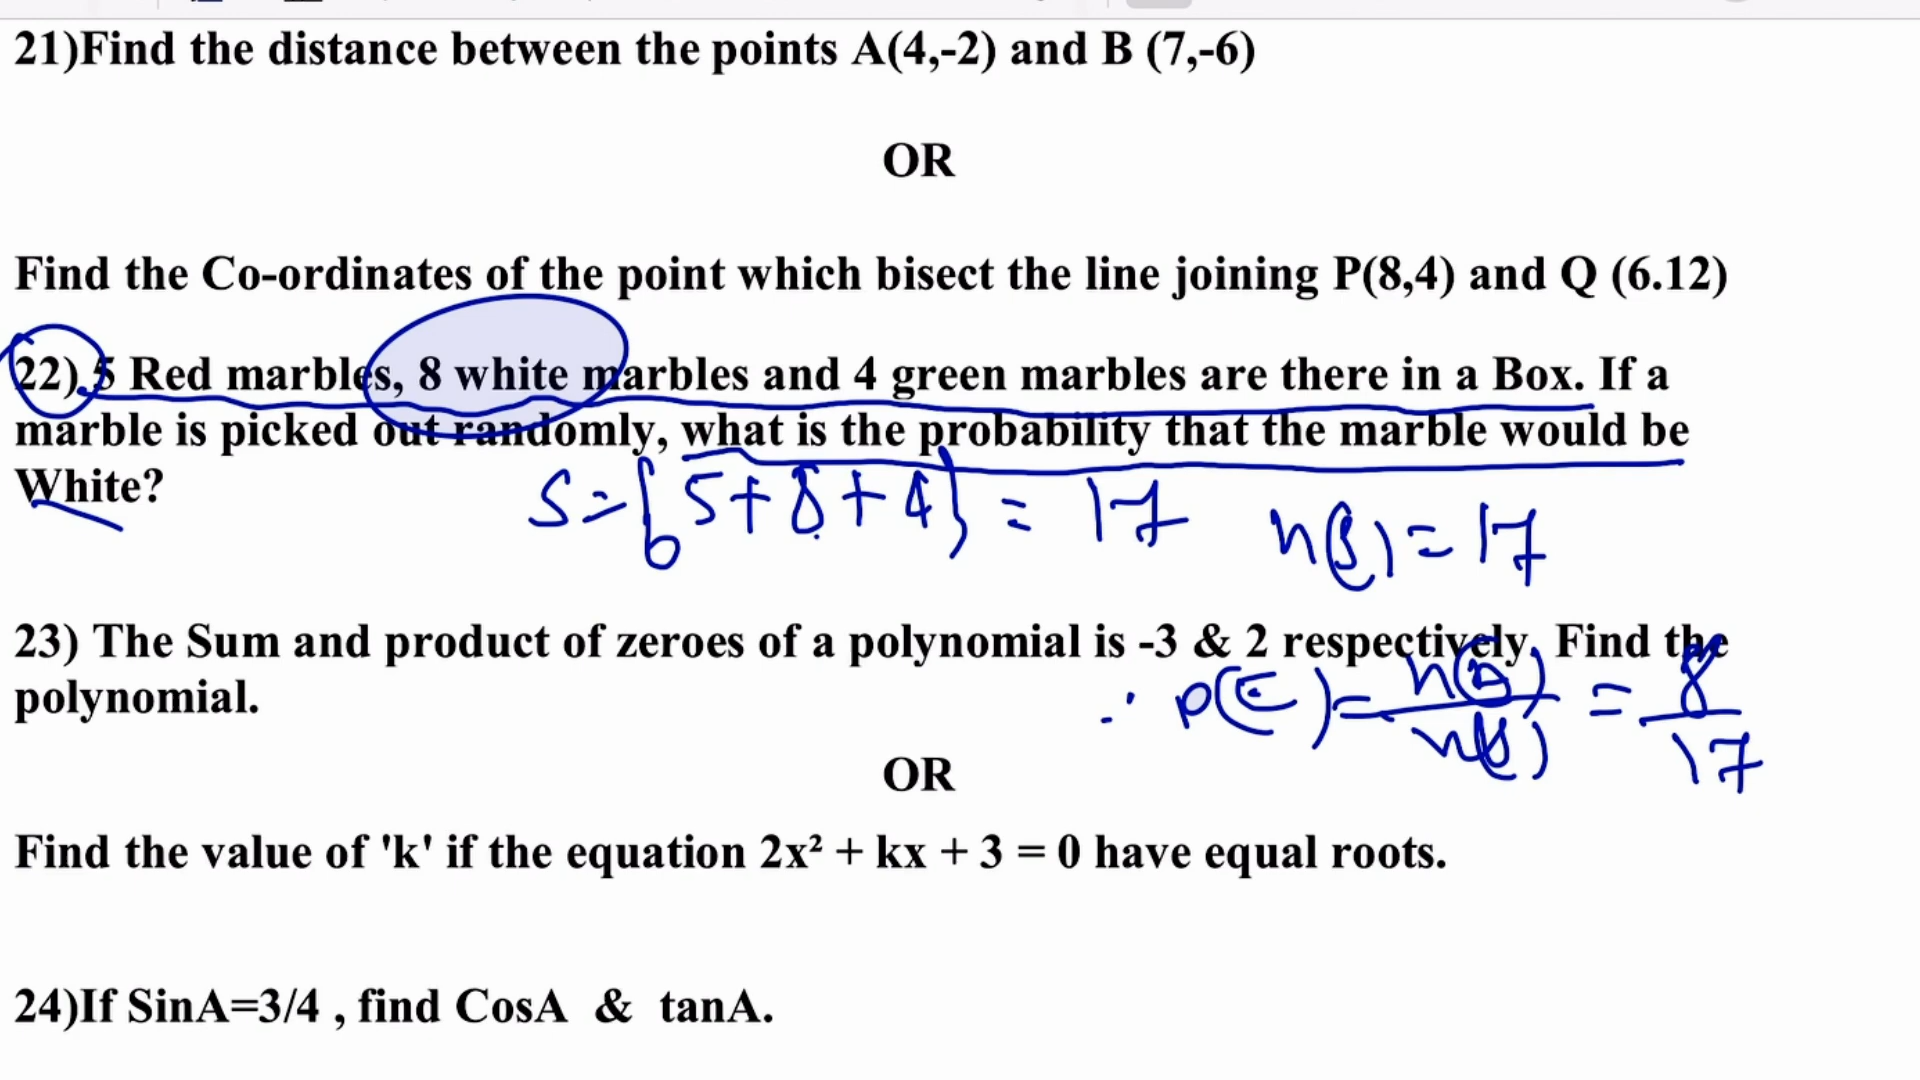 21)Find the distance between the points A(4,-2) and B (7,-6)
OR
Find the Co-ordinates of the point which bisect the line joining P(8,4) and Q (6.12)
22) 5 Red marbles, 8 white marbles and 4 green marbles are there in a Box. If a
marble is picked out randomly, what is the probability that the marble would be
White?
S = {5+8+4} = 17
n(S) = 17
23) The Sum and product of zeroes of a polynomial is -3 & 2 respectively. Find the
polynomial.
∴ P(E) = n(A)/n(S) = 8/17
OR
Find the value of 'k' if the equation 2x² + kx + 3 = 0 have equal roots.
24)If SinA=3/4 , find CosA & tanA.